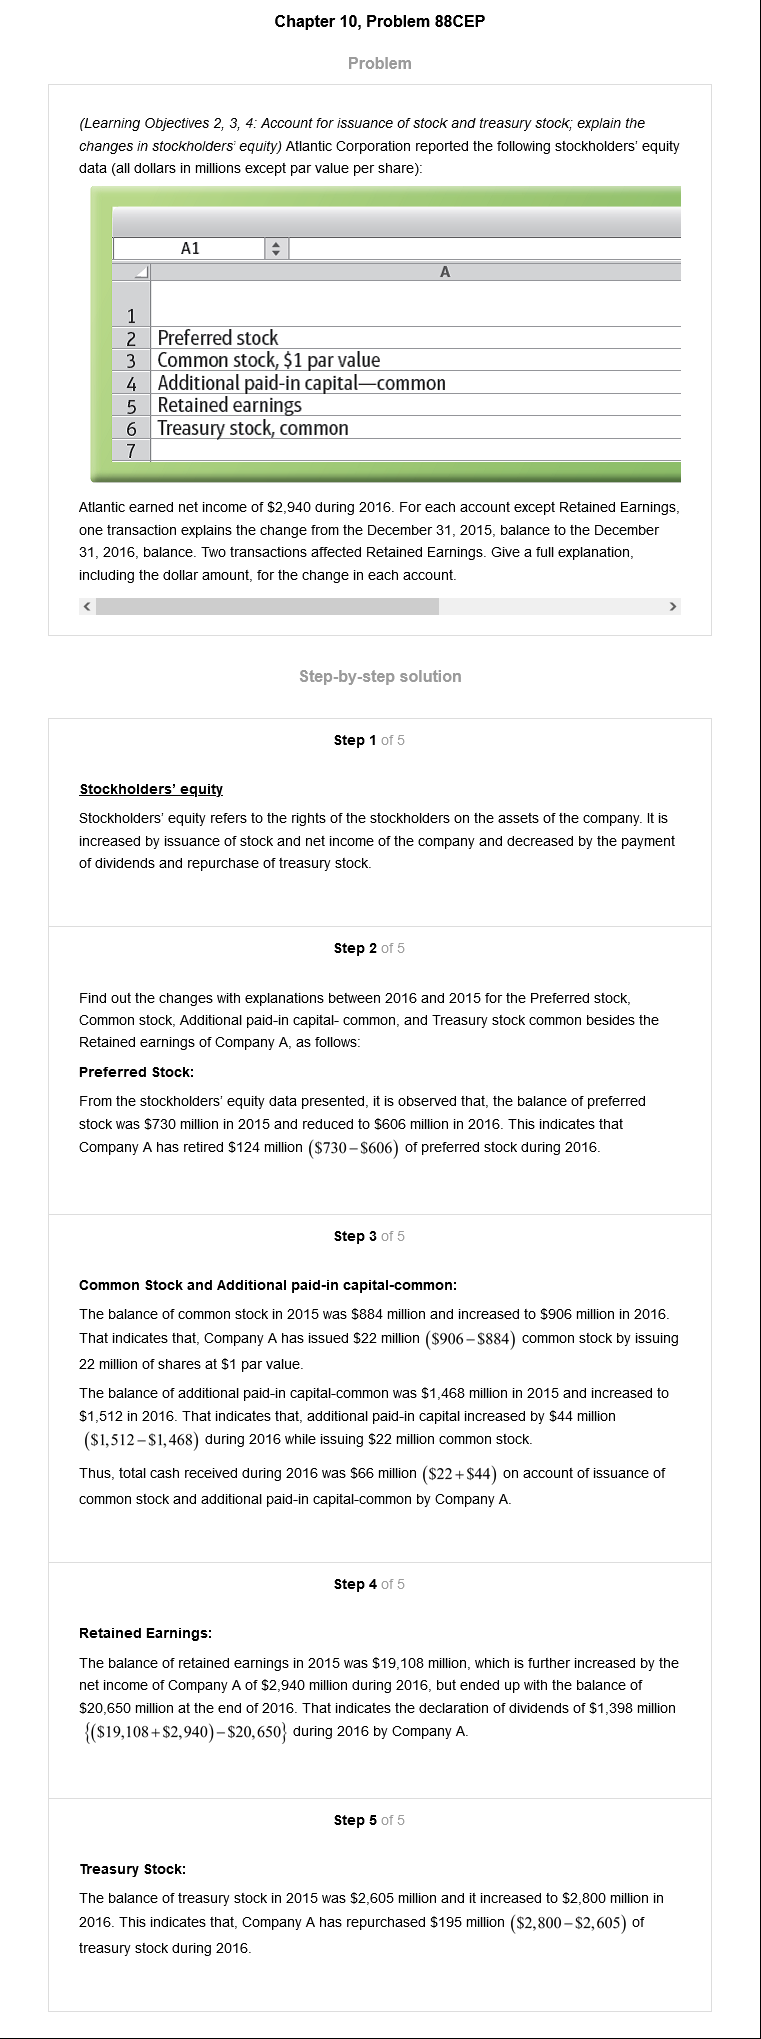 Chapter 10, Problem 88CEP
Problem
(Learning Objectives 2, 3, 4: Account for issuance of stock and treasury stock; explain the
changes in stockholders' equity) Atlantic Corporation reported the following stockholders' equity
data (all dollars in millions except par value per share):
A1
A
1
2 Preferred stock
3 Common stock, $1 par value
4 Additional paid-in capital—common
5 Retained earnings
6 Treasury stock, common
7
Atlantic earned net income of $2,940 during 2016. For each account except Retained Earnings,
one transaction explains the change from the December 31, 2015, balance to the December
31, 2016, balance. Two transactions affected Retained Earnings. Give a full explanation,
including the dollar amount, for the change in each account.
Step-by-step solution
Step 1 of 5
Stockholders' equity
Stockholders' equity refers to the rights of the stockholders on the assets of the company. It is
increased by issuance of stock and net income of the company and decreased by the payment
of dividends and repurchase of treasury stock.
Step 2 of 5
Find out the changes with explanations between 2016 and 2015 for the Preferred stock,
Common stock, Additional paid-in capital- common, and Treasury stock common besides the
Retained earnings of Company A, as follows:
Preferred Stock:
From the stockholders' equity data presented, it is observed that, the balance of preferred
stock was $730 million in 2015 and reduced to $606 million in 2016. This indicates that
Company A has retired $124 million ($730–$606) of preferred stock during 2016.
Step 3 of 5
Common Stock and Additional paid-in capital-common:
The balance of common stock in 2015 was $884 million and increased to $906 million in 2016.
That indicates that, Company A has issued $22 million ($906–$884) common stock by issuing
22 million of shares at $1 par value.
The balance of additional paid-in capital-common was $1,468 million in 2015 and increased to
$1,512 in 2016. That indicates that, additional paid-in capital increased by $44 million
($1,512–$1,468) during 2016 while issuing $22 million common stock.
Thus, total cash received during 2016 was $66 million ($22+$44) on account of issuance of
common stock and additional paid-in capital-common by Company A.
Step 4 of 5
Retained Earnings:
The balance of retained earnings in 2015 was $19,108 million, which is further increased by the
net income of Company A of $2,940 million during 2016, but ended up with the balance of
$20,650 million at the end of 2016. That indicates the declaration of dividends of $1,398 million
{($19,108+$2,940)–$20,650} during 2016 by Company A.
Step 5 of 5
Treasury Stock:
The balance of treasury stock in 2015 was $2,605 million and it increased to $2,800 million in
2016. This indicates that, Company A has repurchased $195 million ($2,800–$2,605) of
treasury stock during 2016.